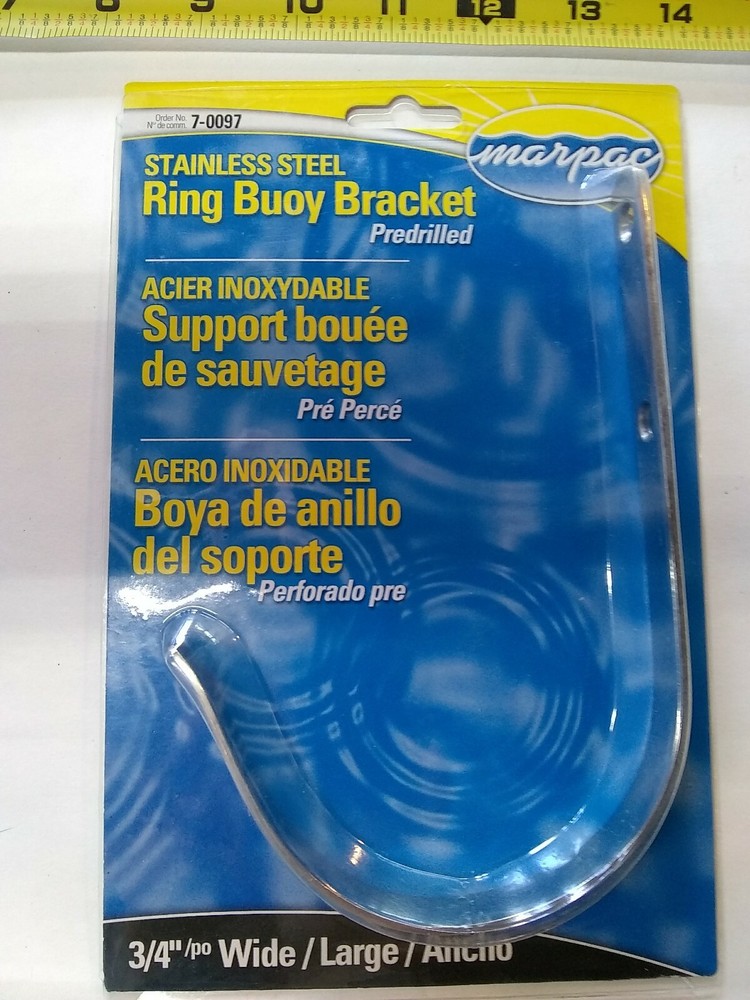 7 8 9 10 11 12 13 14
Order No.
N° de comm. 7-0097
marpac
STAINLESS STEEL
Ring Buoy Bracket
Predrilled
ACIER INOXYDABLE
Support bouée
de sauvetage
Pré Percé
ACERO INOXIDABLE
Boya de anillo
del soporte
Perforado pre
3/4"/po Wide / Large / Ancho